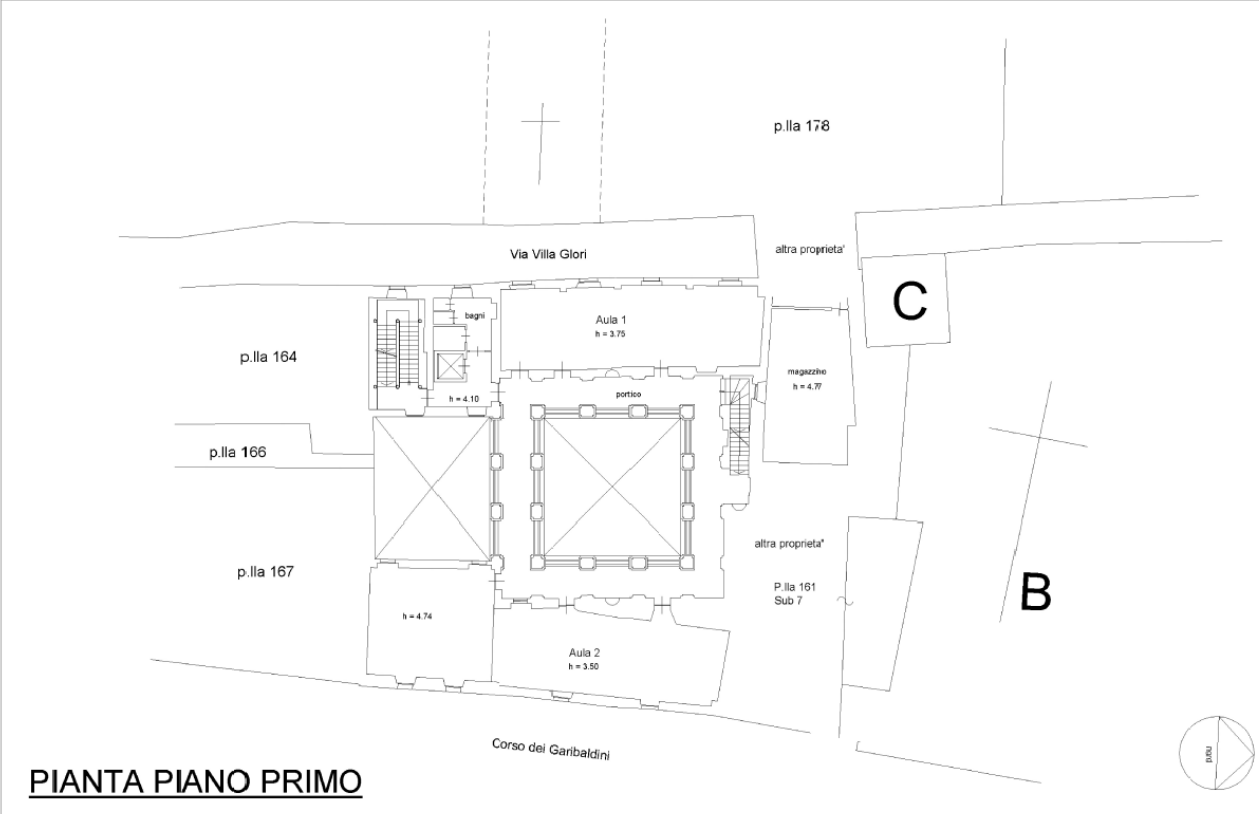 p.lla 178
Via Villa Glori
altra proprieta'
C
bagni
Aula 1
h = 3.75
p.lla 164
magazzino
h = 4.77
h = 4.10
portico
p.lla 166
altra proprieta'
p.lla 167
P.lla 161
Sub 7
B
h = 4.74
Aula 2
h = 3.50
Corso dei Garibaldini
nord
PIANTA PIANO PRIMO